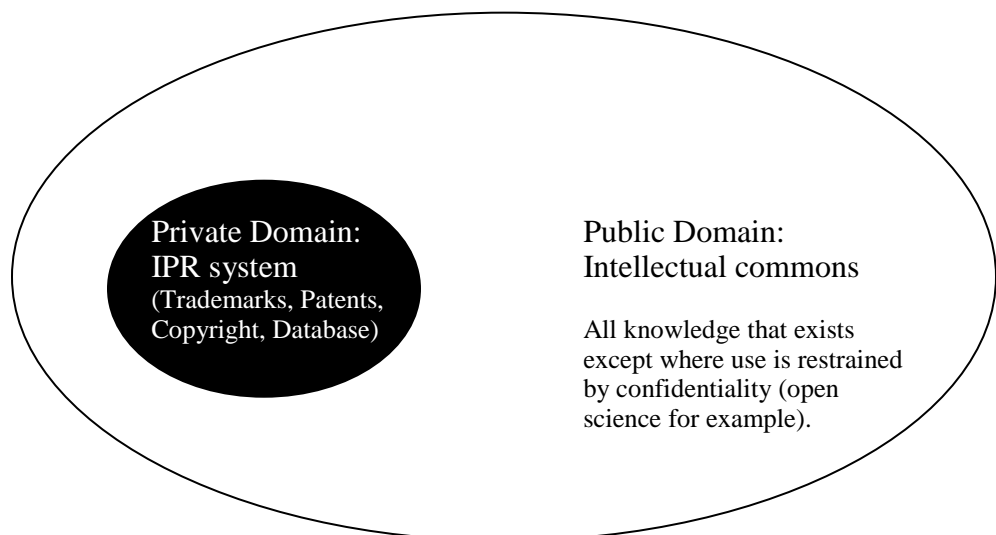 Private Domain:
IPR system
(Trademarks, Patents,
Copyright, Database)
Public Domain:
Intellectual commons
All knowledge that exists
except where use is restrained
by confidentiality (open
science for example).